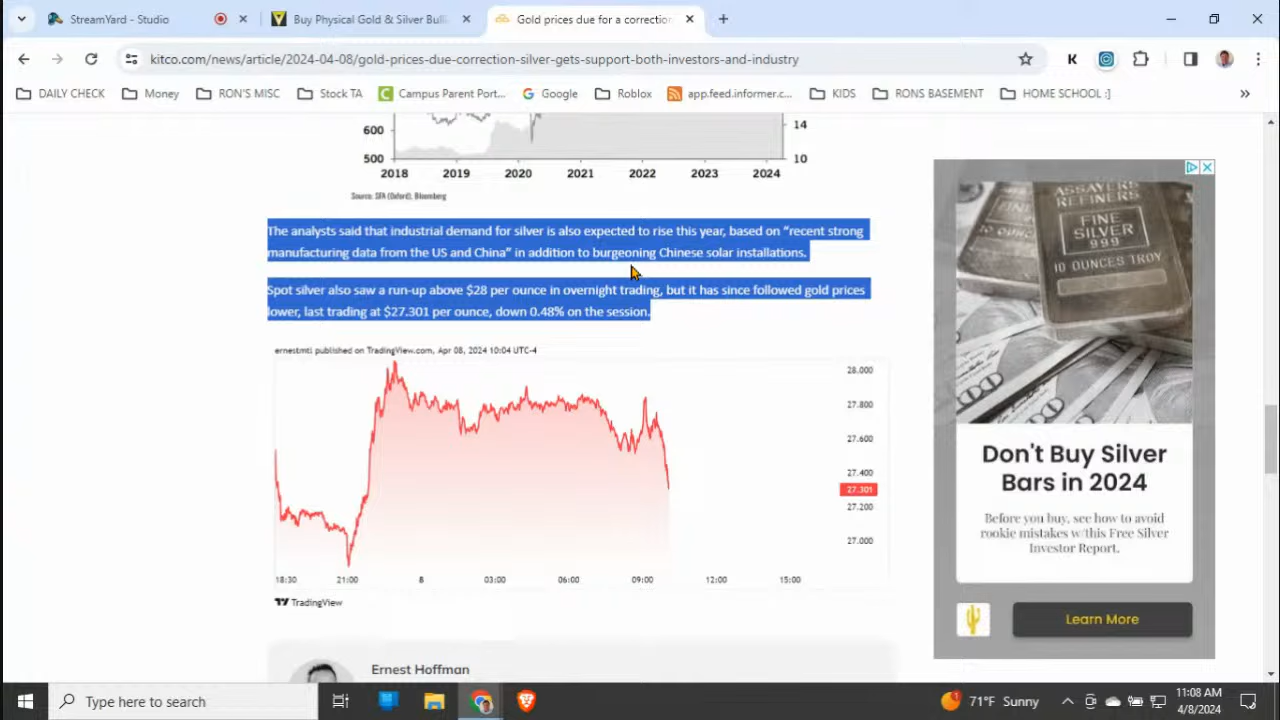 StreamYard - Studio
Buy Physical Gold & Silver Bulli
Gold prices due for a correction
kitco.com/news/article/2024-04-08/gold-prices-due-correction-silver-gets-support-both-investors-and-industry
K
DAILY CHECK
Money
RON'S MISC
Stock TA
Campus Parent Port...
Google
Roblox
app.feed.informer.c...
KIDS
RONS BASEMENT
HOME SCHOOL :]
600
14
500
10
2018 2019 2020 2021 2022 2023 2024
Source: SFA (Oxford), Bloomberg
The analysts said that industrial demand for silver is also expected to rise this year, based on “recent strong
manufacturing data from the US and China” in addition to burgeoning Chinese solar installations.
Spot silver also saw a run-up above $28 per ounce in overnight trading, but it has since followed gold prices
lower, last trading at $27.301 per ounce, down 0.48% on the session.
ernestmtl published on TradingView.com, Apr 08, 2024 10:04 UTC-4
28.000
27.800
27.600
27.400
27.301
27.200
27.000
18:30 21:00 8 03:00 06:00 09:00 12:00 15:00
TradingView
Ernest Hoffman
ASSAYERS
REFINERS
FINE
SILVER
999
10 OUNCES TROY
100
Don't Buy Silver
Bars in 2024
Before you buy, see how to avoid
rookie mistakes w/this Free Silver
Investor Report.
Learn More
Type here to search
1
71°F Sunny
11:08 AM
4/8/2024